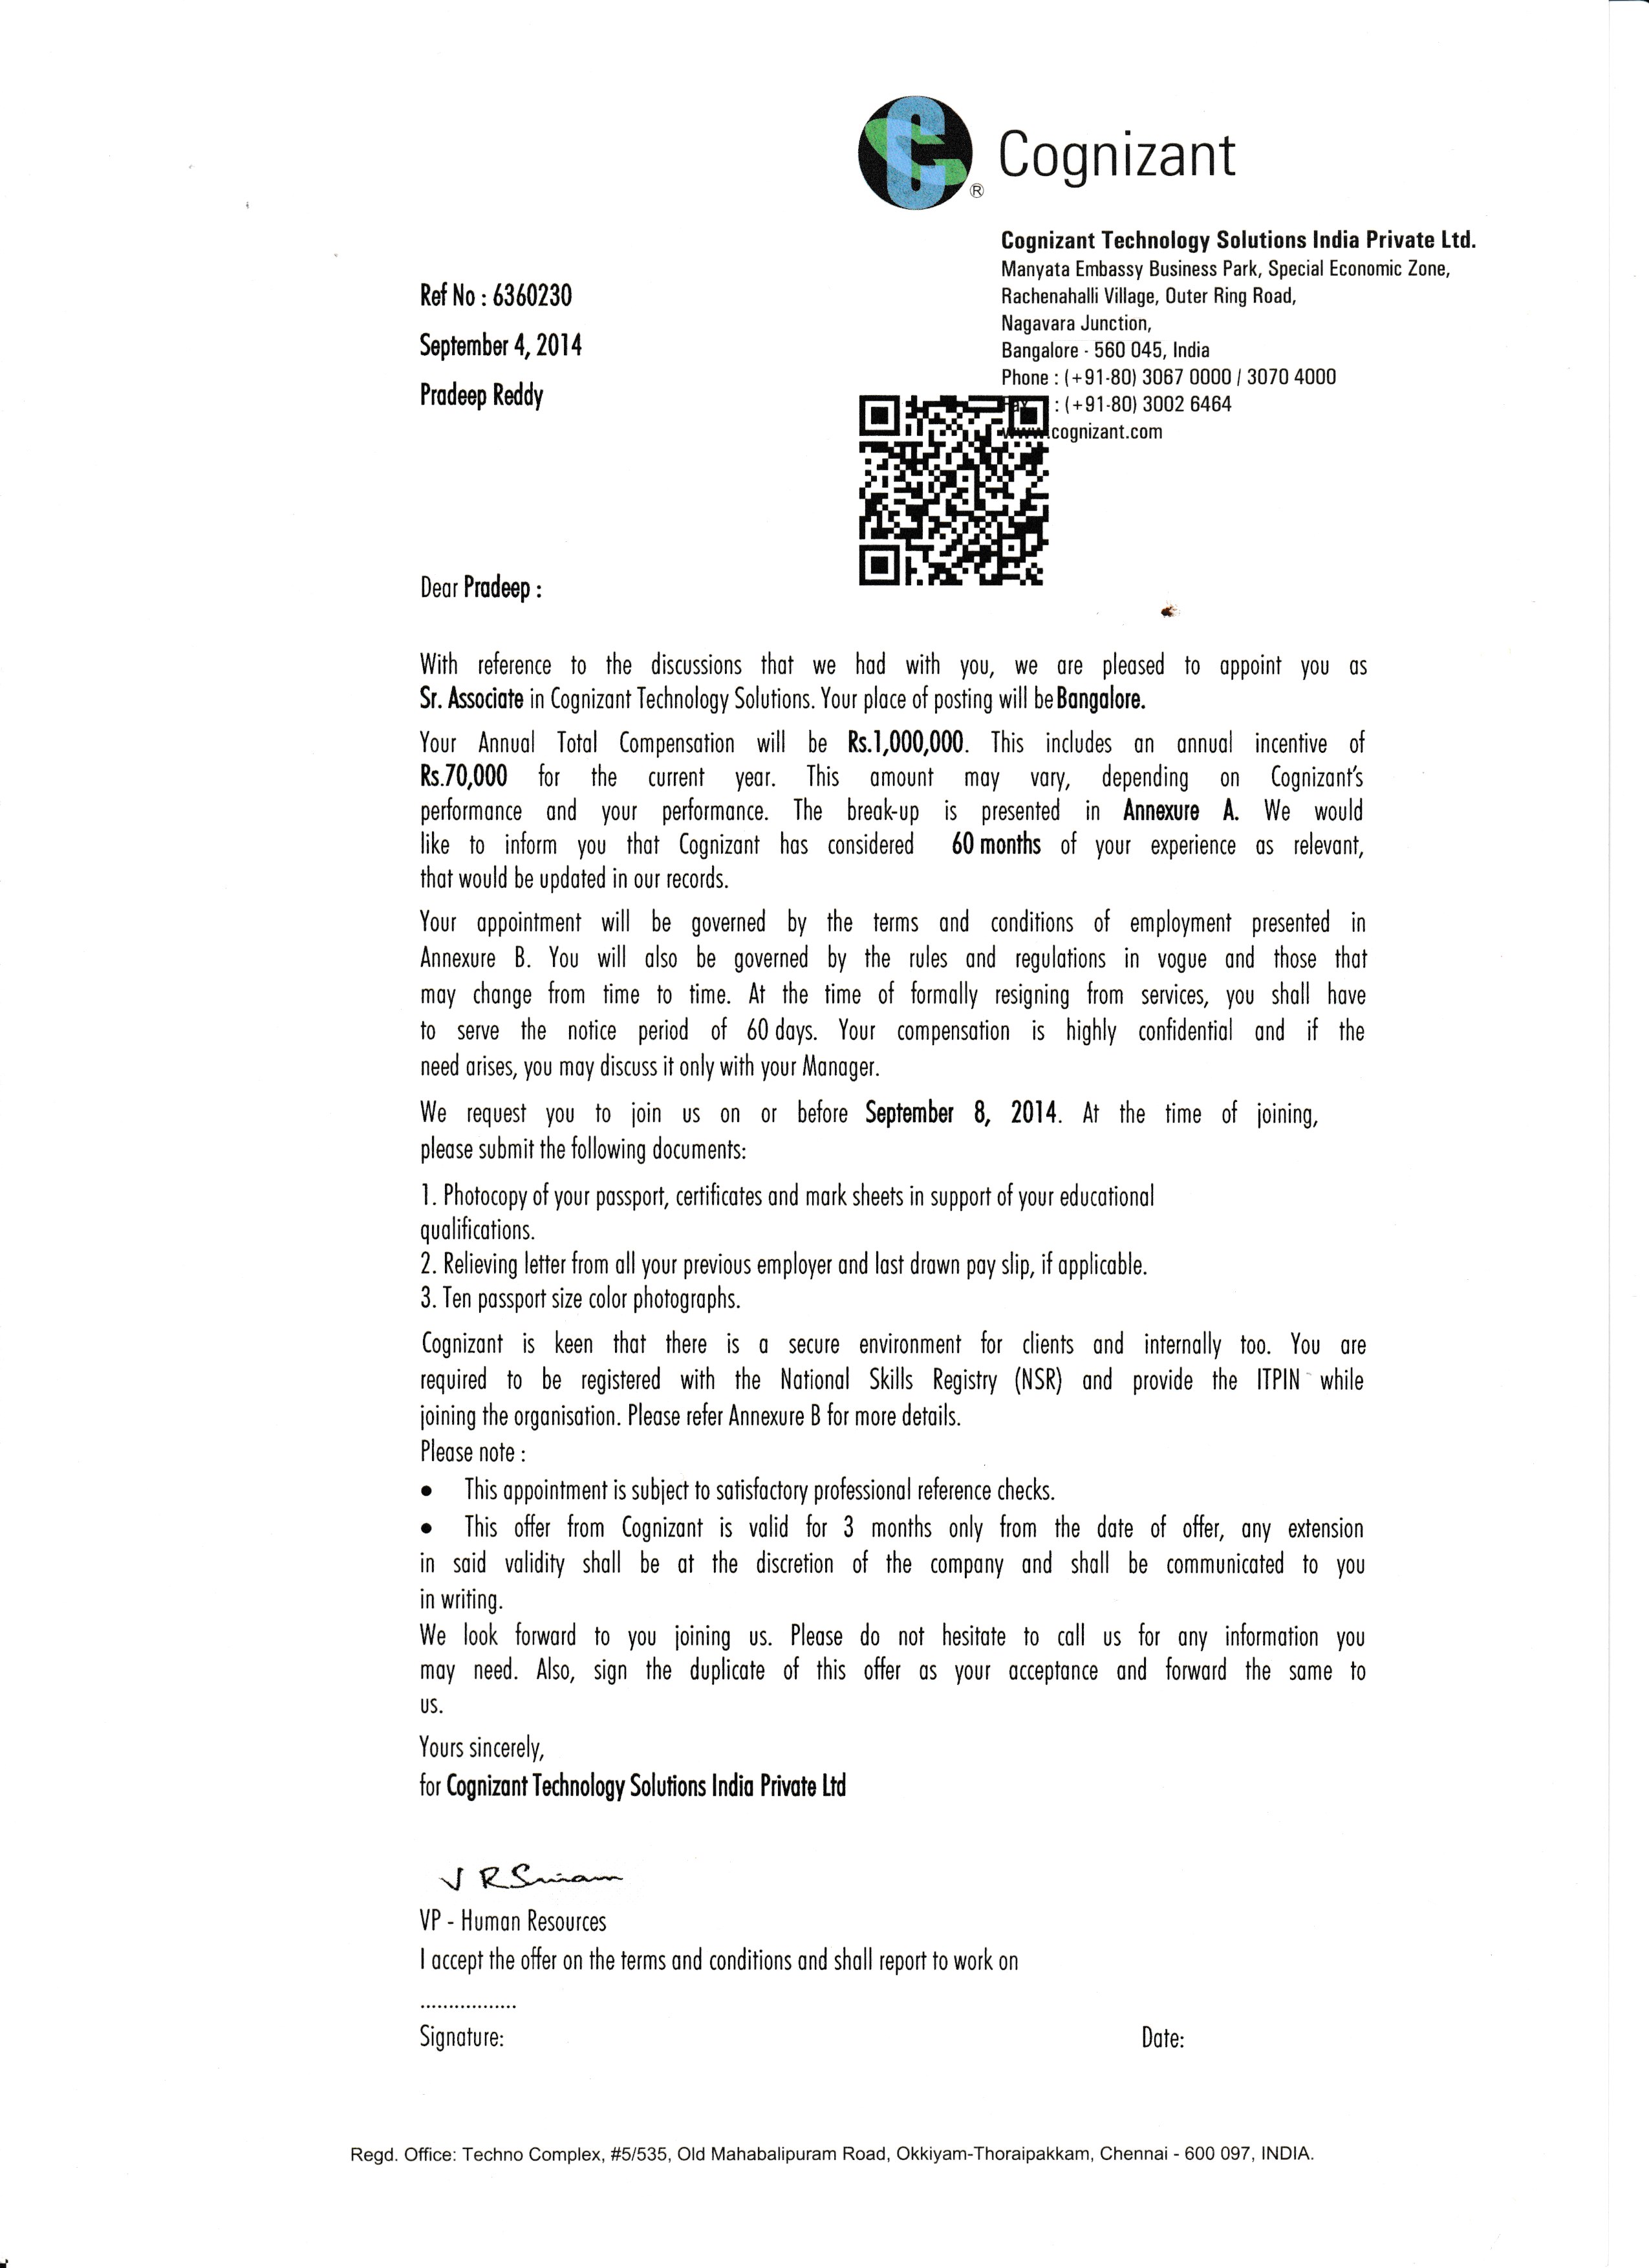 Cognizant
®
Cognizant Technology Solutions India Private Ltd.
Manyata Embassy Business Park, Special Economic Zone,
Rachenahalli Village, Outer Ring Road,
Nagavara Junction,
Bangalore - 560 045, India
Phone : (+91-80) 3067 0000 / 3070 4000
Fax : (+91-80) 3002 6464
www.cognizant.com
Ref No : 6360230
September 4, 2014
Pradeep Reddy
Dear Pradeep :
With reference to the discussions that we had with you, we are pleased to appoint you as
Sr. Associate in Cognizant Technology Solutions. Your place of posting will be Bangalore.
Your Annual Total Compensation will be Rs.1,000,000. This includes an annual incentive of
Rs.70,000 for the current year. This amount may vary, depending on Cognizant's
performance and your performance. The break-up is presented in Annexure A. We would
like to inform you that Cognizant has considered 60 months of your experience as relevant,
that would be updated in our records.
Your appointment will be governed by the terms and conditions of employment presented in
Annexure B. You will also be governed by the rules and regulations in vogue and those that
may change from time to time. At the time of formally resigning from services, you shall have
to serve the notice period of 60 days. Your compensation is highly confidential and if the
need arises, you may discuss it only with your Manager.
We request you to join us on or before September 8, 2014. At the time of joining,
please submit the following documents:
1. Photocopy of your passport, certificates and mark sheets in support of your educational
qualifications.
2. Relieving letter from all your previous employer and last drawn pay slip, if applicable.
3. Ten passport size color photographs.
Cognizant is keen that there is a secure environment for clients and internally too. You are
required to be registered with the National Skills Registry (NSR) and provide the ITPIN while
joining the organisation. Please refer Annexure B for more details.
Please note :
• This appointment is subject to satisfactory professional reference checks.
• This offer from Cognizant is valid for 3 months only from the date of offer, any extension
in said validity shall be at the discretion of the company and shall be communicated to you
in writing.
We look forward to you joining us. Please do not hesitate to call us for any information you
may need. Also, sign the duplicate of this offer as your acceptance and forward the same to
us.
Yours sincerely,
for Cognizant Technology Solutions India Private Ltd
VP - Human Resources
I accept the offer on the terms and conditions and shall report to work on
.................
Signature: Date:
Regd. Office: Techno Complex, #5/535, Old Mahabalipuram Road, Okkiyam-Thoraipakkam, Chennai - 600 097, INDIA.